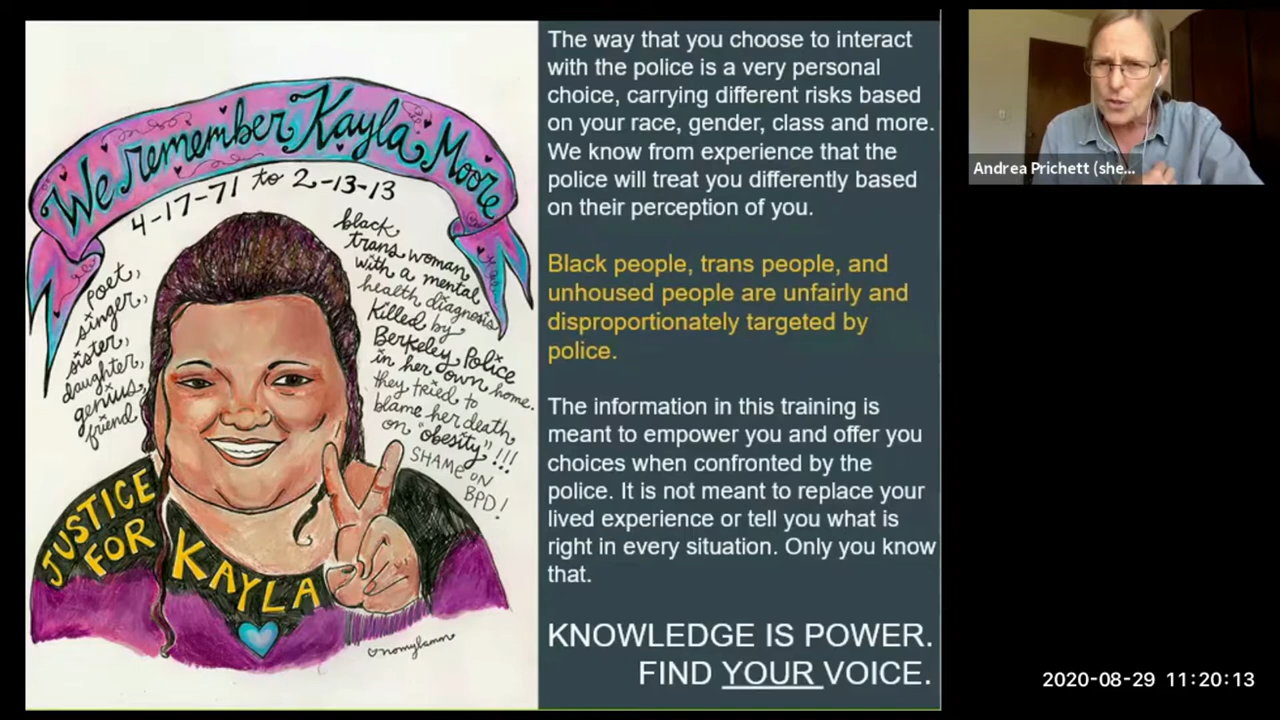 We remember Kayla Moore
4-17-71 to 2-13-13
poet,
singer,
sister,
daughter,
genius,
friend
black
trans woman
with a mental
health diagnosis
killed by
Berkeley Police
in her own home.
they tried to
blame her death
on "obesity"!!!
SHAME ON
BPD!
JUSTICE
FOR
KAYLA
nomylamm
The way that you choose to interact
with the police is a very personal
choice, carrying different risks based
on your race, gender, class and more.
We know from experience that the
police will treat you differently based
on their perception of you.
Black people, trans people, and
unhoused people are unfairly and
disproportionately targeted by
police.
The information in this training is
meant to empower you and offer you
choices when confronted by the
police. It is not meant to replace your
lived experience or tell you what is
right in every situation. Only you know
that.
KNOWLEDGE IS POWER.
FIND YOUR VOICE.
Andrea Prichett (she...
2020-08-29 11:20:13